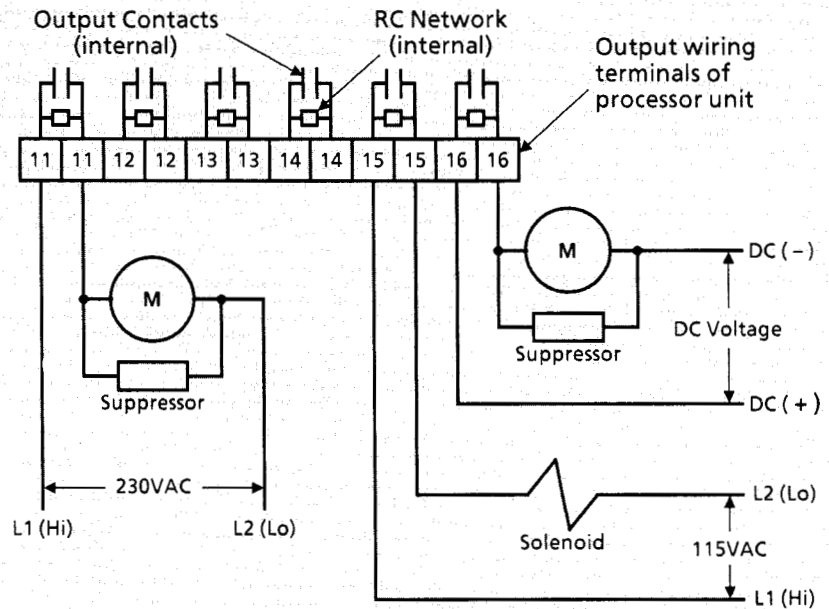 Output Contacts
(internal)
RC Network
(internal)
Output wiring
terminals of
processor unit
11 11 12 12 13 13 14 14 15 15 16 16
M
Suppressor
230VAC
L1 (Hi)
L2 (Lo)
M
Suppressor
DC (-)
DC Voltage
DC (+)
Solenoid
L2 (Lo)
115VAC
L1 (Hi)